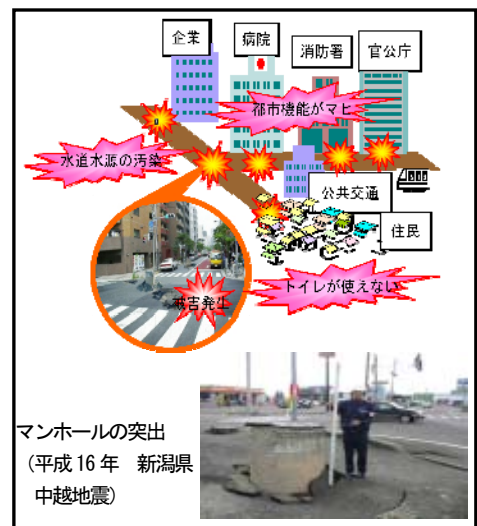 企業
病院
消防署
官公庁
都市機能がマヒ
水道水源の汚染
公共交通
住民
被害発生
トイレが使えない
マンホールの突出
（平成 16 年　新潟県
中越地震）